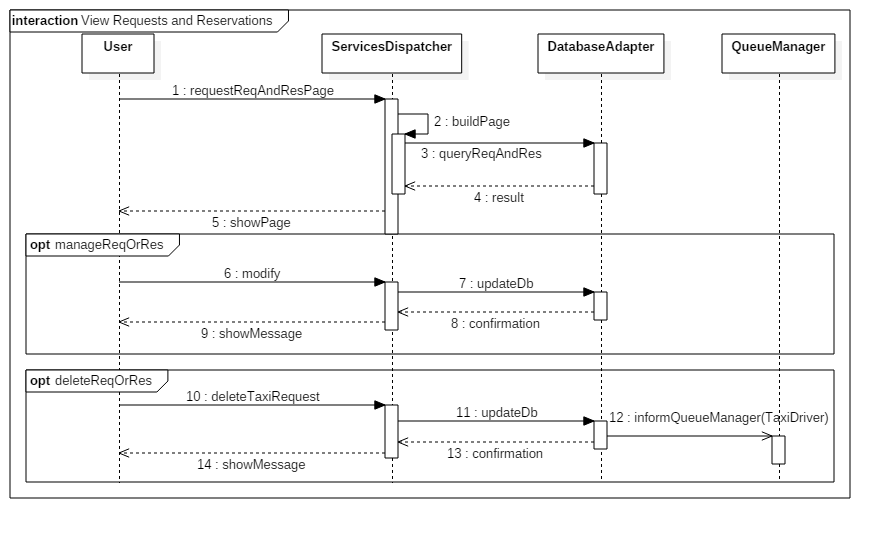 interaction View Requests and Reservations
User
ServicesDispatcher
DatabaseAdapter
QueueManager
1 : requestReqAndResPage
2 : buildPage
3 : queryReqAndRes
4 : result
5 : showPage
opt manageReqOrRes
6 : modify
7 : updateDb
8 : confirmation
9 : showMessage
opt deleteReqOrRes
10 : deleteTaxiRequest
11 : updateDb
12 : informQueueManager(TaxiDriver)
13 : confirmation
14 : showMessage